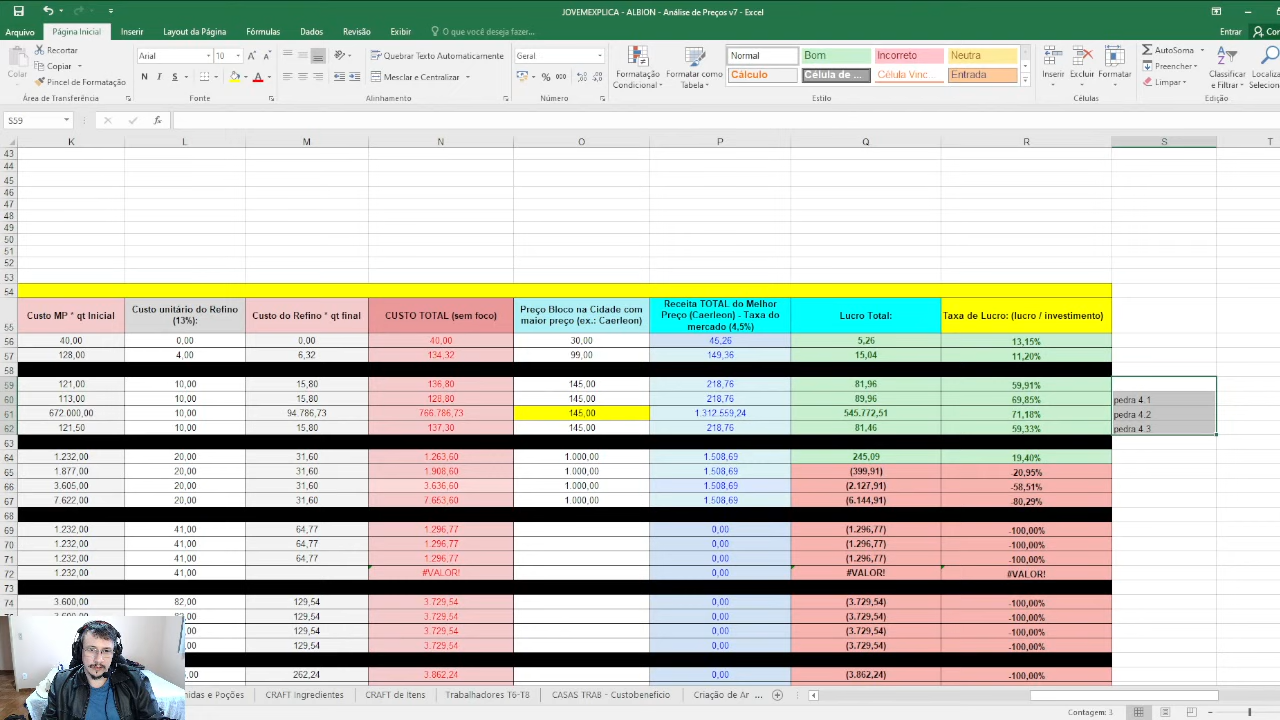 JOVEMEXPLICA - ALBION - Análise de Preços v7 - Excel
Arquivo Página Inicial Inserir Layout da Página Fórmulas Dados Revisão Exibir O que você deseja fazer... Entrar
Recortar
Copiar
Pincel de Formatação
Colar
Área de Transferência
Arial 10
N I S
Fonte
Quebrar Texto Automaticamente
Mesclar e Centralizar
Alinhamento
Geral
% 000
Número
Formatação Condicional
Formatar como Tabela
Normal Bom Incorreto Neutra
Cálculo Célula de ... Célula Vinc... Entrada
Estilo
Inserir Excluir Formatar
Células
AutoSoma
Preencher
Limpar
Classificar e Filtrar
Edição
S59 fx
K L M N O P Q R S T
43
44
45
46
47
48
49
50
51
52
53
54
55 Custo MP * qt Inicial Custo unitário do Refino (13%): Custo do Refino * qt final CUSTO TOTAL (sem foco) Preço Bloco na Cidade com maior preço (ex.: Caerleon) Receita TOTAL do Melhor Preço (Caerleon) - Taxa do mercado (4,5%) Lucro Total: Taxa de Lucro: (lucro / investimento)
56 40,00 0,00 0,00 40,00 30,00 45,26 5,26 13,15%
57 128,00 4,00 6,32 134,32 99,00 149,36 15,04 11,20%
58
59 121,00 10,00 15,80 136,80 145,00 218,76 81,96 59,91%
60 113,00 10,00 15,80 128,80 145,00 218,76 89,96 69,85% pedra 4.1
61 672.000,00 10,00 94.786,73 766.786,73 145,00 1.312.559,24 545.772,51 71,18% pedra 4.2
62 121,50 10,00 15,80 137,30 145,00 218,76 81,46 59,33% pedra 4.3
63
64 1.232,00 20,00 31,60 1.263,60 1.000,00 1.508,69 245,09 19,40%
65 1.877,00 20,00 31,60 1.908,60 1.000,00 1.508,69 (399,91) -20,95%
66 3.605,00 20,00 31,60 3.636,60 1.000,00 1.508,69 (2.127,91) -58,51%
67 7.622,00 20,00 31,60 7.653,60 1.000,00 1.508,69 (6.144,91) -80,29%
68
69 1.232,00 41,00 64,77 1.296,77 0,00 (1.296,77) -100,00%
70 1.232,00 41,00 64,77 1.296,77 0,00 (1.296,77) -100,00%
71 1.232,00 41,00 64,77 1.296,77 0,00 (1.296,77) -100,00%
72 1.232,00 41,00 #VALOR! 0,00 #VALOR! #VALOR!
73
74 3.600,00 82,00 129,54 3.729,54 0,00 (3.729,54) -100,00%
129,54 3.729,54 0,00 (3.729,54) -100,00%
129,54 3.729,54 0,00 (3.729,54) -100,00%
129,54 3.729,54 0,00 (3.729,54) -100,00%
262,24 3.862,24 0,00 (3.862,24) -100,00%
idas e Poções CRAFT Ingredientes CRAFT de Itens Trabalhadores T6-T8 CASAS TRAB - Custobenefício Criação de Ar ...
Contagem: 3